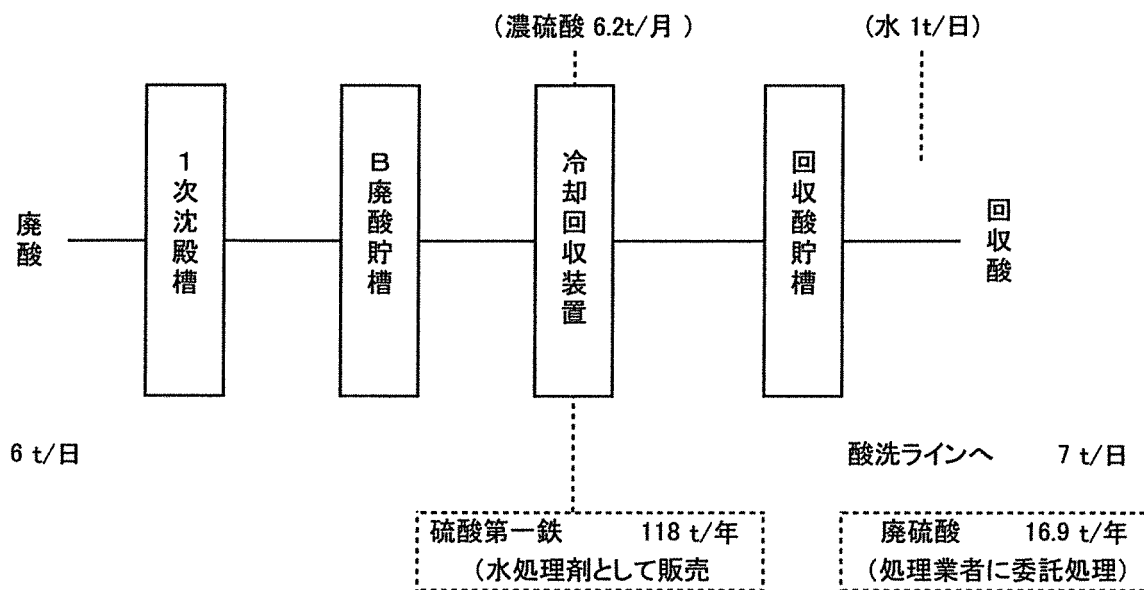 (濃硫酸 6.2t/月 )
(水 1t/日)
廃酸
1次沈殿槽
B廃酸貯槽
冷却回収装置
回収酸貯槽
回収酸
6 t/日
酸洗ラインへ 7 t/日
硫酸第一鉄 118 t/年
(水処理剤として販売
廃硫酸 16.9 t/年
(処理業者に委託処理)